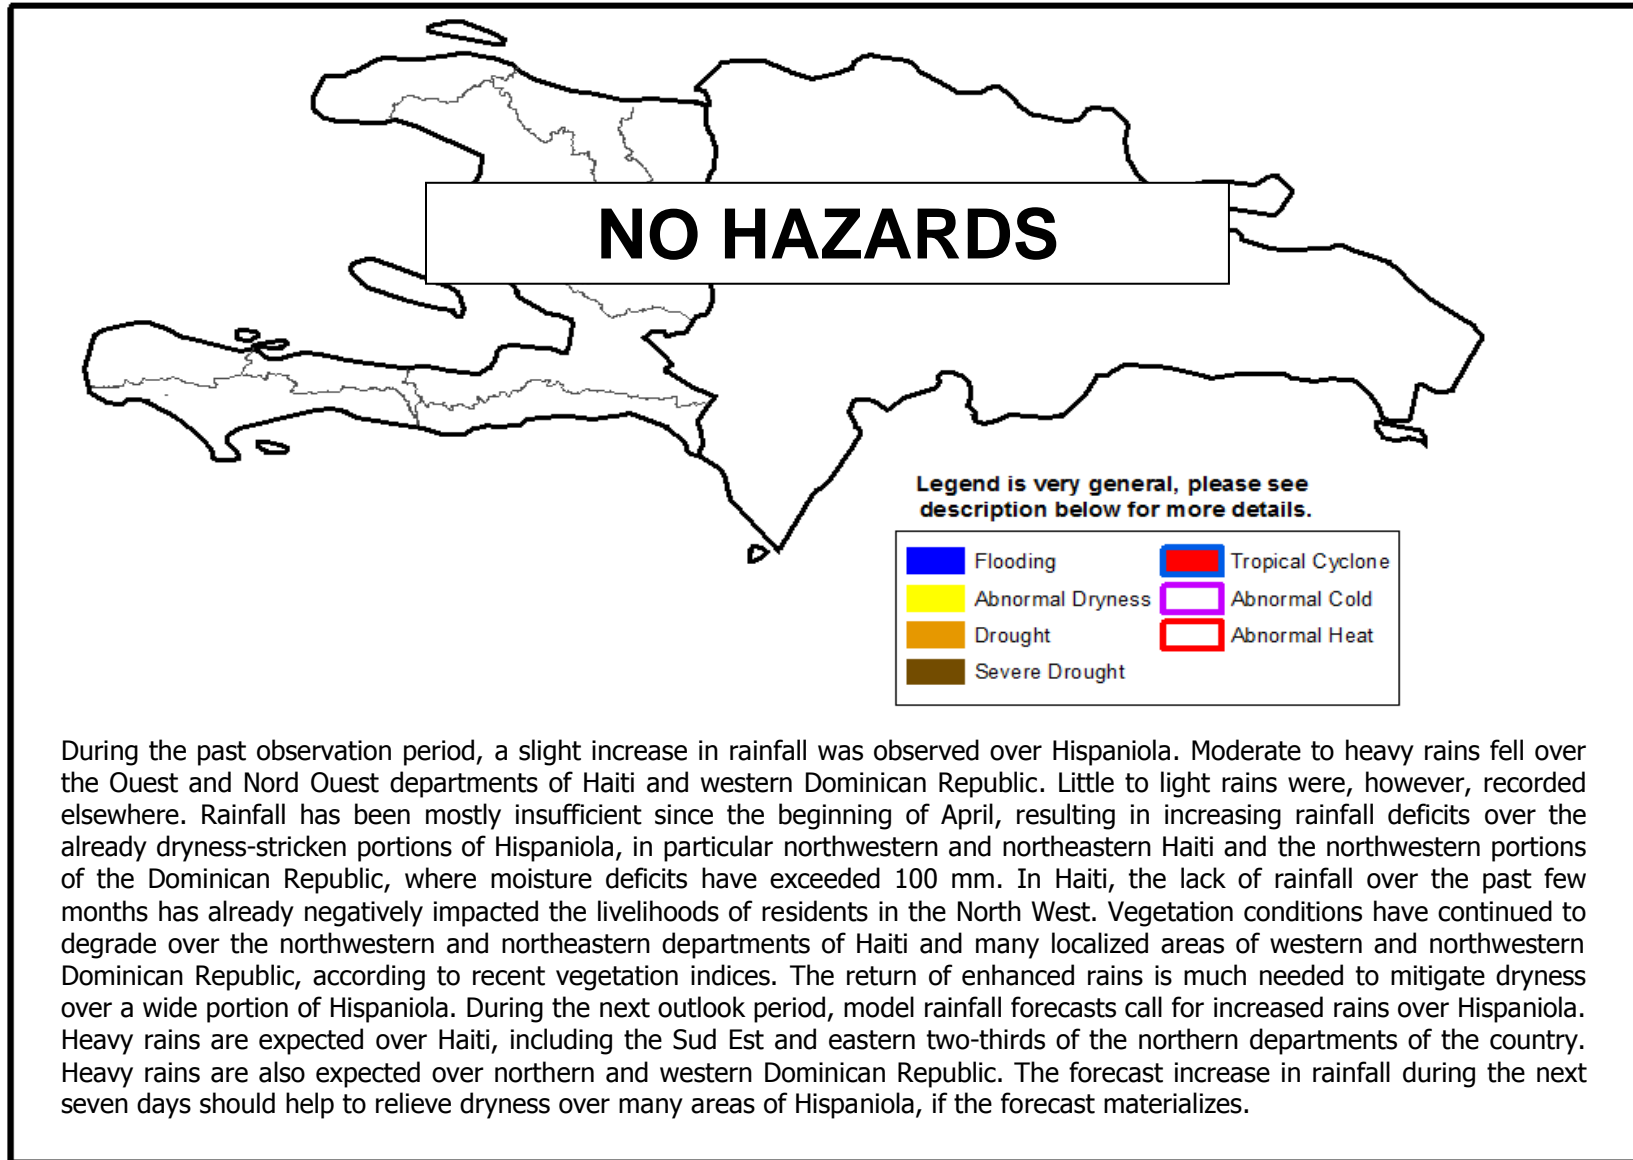 NO HAZARDS
Legend is very general, please see
description below for more details.
Flooding
Tropical Cyclone
Abnormal Dryness
Abnormal Cold
Drought
Abnormal Heat
Severe Drought
During the past observation period, a slight increase in rainfall was observed over Hispaniola. Moderate to heavy rains fell over
the Ouest and Nord Ouest departments of Haiti and western Dominican Republic. Little to light rains were, however, recorded
elsewhere. Rainfall has been mostly insufficient since the beginning of April, resulting in increasing rainfall deficits over the
already dryness-stricken portions of Hispaniola, in particular northwestern and northeastern Haiti and the northwestern portions
of the Dominican Republic, where moisture deficits have exceeded 100 mm. In Haiti, the lack of rainfall over the past few
months has already negatively impacted the livelihoods of residents in the North West. Vegetation conditions have continued to
degrade over the northwestern and northeastern departments of Haiti and many localized areas of western and northwestern
Dominican Republic, according to recent vegetation indices. The return of enhanced rains is much needed to mitigate dryness
over a wide portion of Hispaniola. During the next outlook period, model rainfall forecasts call for increased rains over Hispaniola.
Heavy rains are expected over Haiti, including the Sud Est and eastern two-thirds of the northern departments of the country.
Heavy rains are also expected over northern and western Dominican Republic. The forecast increase in rainfall during the next
seven days should help to relieve dryness over many areas of Hispaniola, if the forecast materializes.